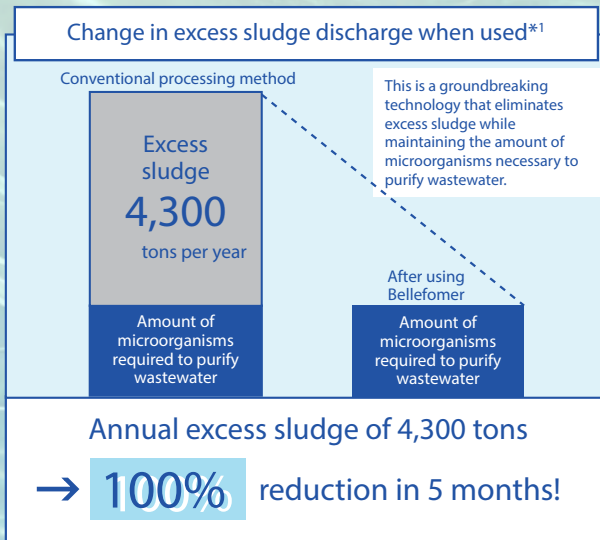 Change in excess sludge discharge when used*1
Conventional processing method
This is a groundbreaking
technology that eliminates
excess sludge while
maintaining the amount of
microorganisms necessary to
purify wastewater.
Excess
sludge
4,300
tons per year
Amount of
microorganisms
required to purify
wastewater
After using
Bellefomer
Amount of
microorganisms
required to purify
wastewater
Annual excess sludge of 4,300 tons
→ 100% reduction in 5 months!